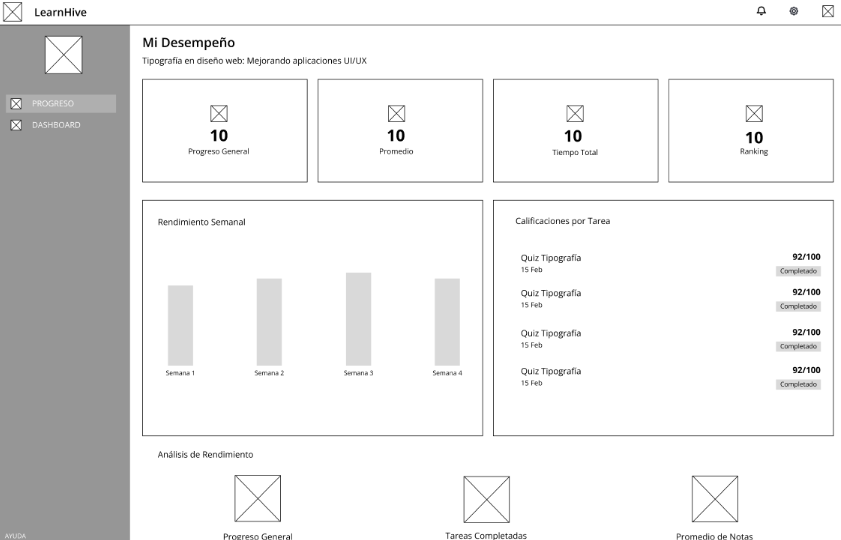 LearnHive
PROGRESO
DASHBOARD
AYUDA
Mi Desempeño
Tipografía en diseño web: Mejorando aplicaciones UI/UX
10
Progreso General
10
Promedio
10
Tiempo Total
10
Ranking
Rendimiento Semanal
Semana 1
Semana 2
Semana 3
Semana 4
Calificaciones por Tarea
Quiz Tipografía
92/100
15 Feb
Completado
Quiz Tipografía
92/100
15 Feb
Completado
Quiz Tipografía
92/100
15 Feb
Completado
Quiz Tipografía
92/100
15 Feb
Completado
Análisis de Rendimiento
Progreso General
Tareas Completadas
Promedio de Notas